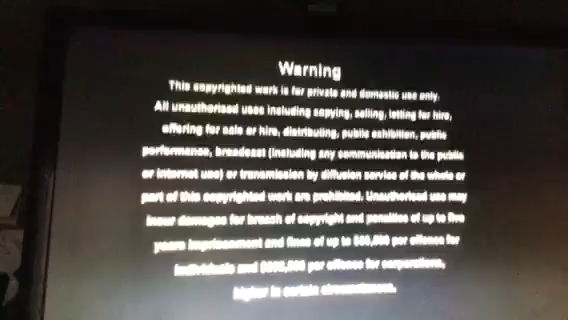 Warning
This copyrighted work is for private and domestic use only.
All unauthorised uses including copying, selling, letting for hire,
offering for sale or hire, distributing, public exhibition, public
performance, broadcast (including any communication to the public
or internet use) or transmission by diffusion service of the whole or
part of this copyrighted work are prohibited. Unauthorised use may
incur damages for breach of copyright and penalties of up to five
years imprisonment and fines of up to per offence for
individuals and per offence for corporations,
higher in certain circumstances.